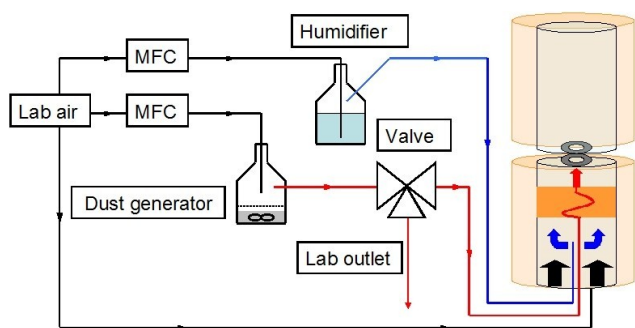 Humidifier
MFC
Lab air
MFC
Valve
Dust generator
Lab outlet